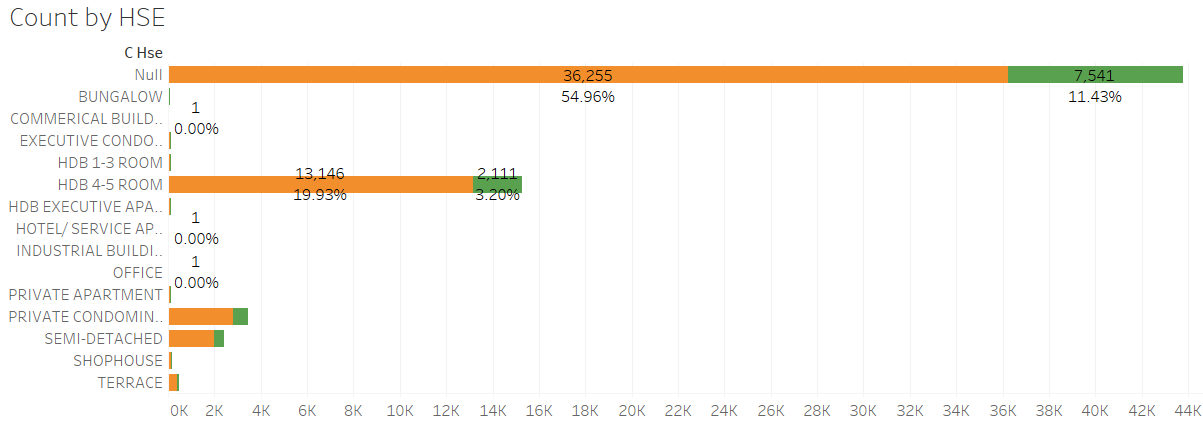 Count by HSE
C Hse
Null
36,255
7,541
54.96%
11.43%
BUNGALOW
1
COMMERICAL BUILD..
0.00%
EXECUTIVE CONDO..
HDB 1-3 ROOM
13,146
2,111
HDB 4-5 ROOM
19.93%
3.20%
HDB EXECUTIVE APA..
1
HOTEL/ SERVICE AP..
0.00%
INDUSTRIAL BUILDI..
1
OFFICE
0.00%
PRIVATE APARTMENT
PRIVATE CONDOMIN..
SEMI-DETACHED
SHOPHOUSE
TERRACE
0K 2K 4K 6K 8K 10K 12K 14K 16K 18K 20K 22K 24K 26K 28K 30K 32K 34K 36K 38K 40K 42K 44K